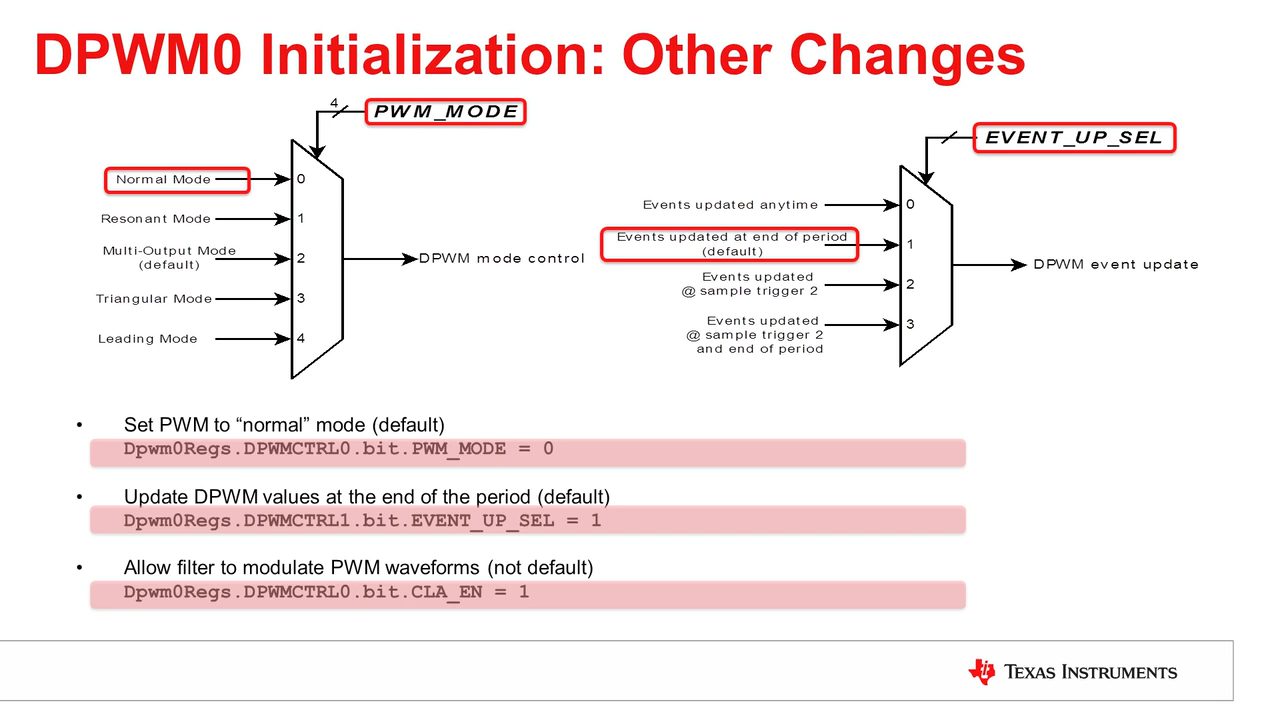 DPWM0 Initialization: Other Changes
4
PWM_MODE
Normal Mode
0
Resonant Mode
1
Multi-Output Mode
(default)
2
Triangular Mode
3
Leading Mode
4
DPWM mode control
EVENT_UP_SEL
Events updated anytime
0
Events updated at end of period
(default)
1
Events updated
@ sample trigger 2
2
Events updated
@ sample trigger 2
and end of period
3
DPWM event update
• Set PWM to “normal” mode (default)
Dpwm0Regs.DPWMCTRL0.bit.PWM_MODE = 0
• Update DPWM values at the end of the period (default)
Dpwm0Regs.DPWMCTRL1.bit.EVENT_UP_SEL = 1
• Allow filter to modulate PWM waveforms (not default)
Dpwm0Regs.DPWMCTRL0.bit.CLA_EN = 1
TEXAS INSTRUMENTS